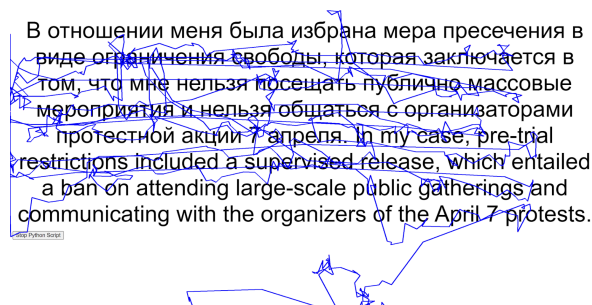 В отношении меня была избрана мера пресечения в
виде ограничения свободы, которая заключается в
том, что мне нельзя посещать публично массовые
мероприятия и нельзя общаться с организаторами
протестной акции 7 апреля. In my case, pre-trial
restrictions included a supervised release, which entailed
a ban on attending large-scale public gatherings and
communicating with the organizers of the April 7 protests.
Stop Python Script